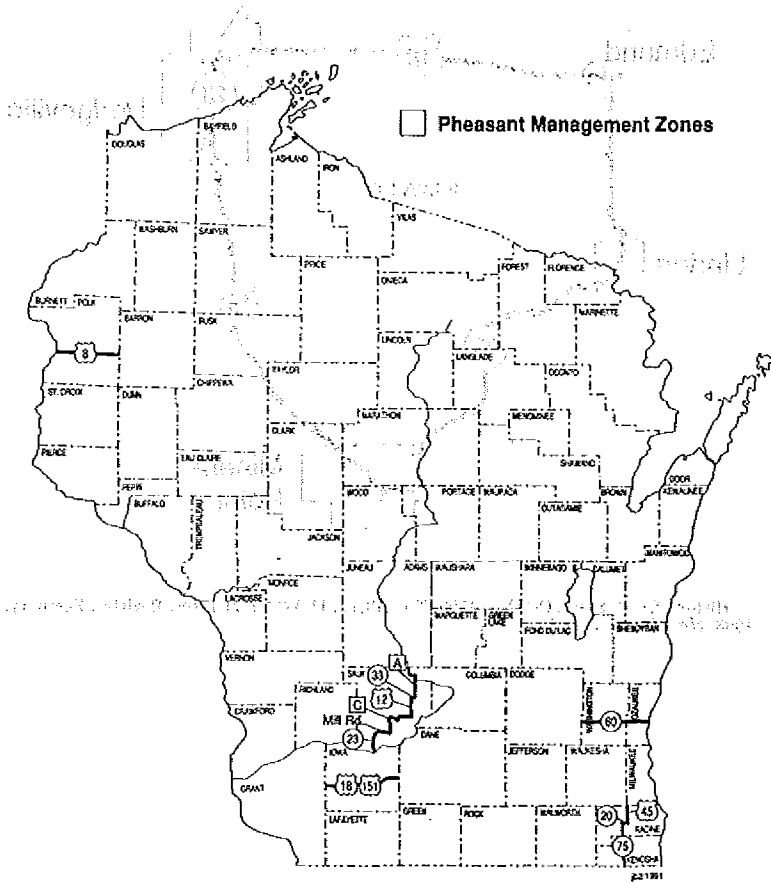 Pheasant Management Zones
DOUGLAS
BAYFIELD
ASHLAND
IRON
VILAS
WASHBURN
SAWYER
PRICE
ONEIDA
FOREST
FLORENCE
MARINETTE
BURNETT
POLK
BARRON
RUSK
LINCOLN
LANGLADE
8
TAYLOR
OCONTO
ST. CROIX
DUNN
CHIPPEWA
MARATHON
MENOMINEE
CLARK
SHAWANO
PIERCE
EAU CLAIRE
DOOR
PEPIN
BUFFALO
WOOD
PORTAGE
WAUPACA
BROWN
KEWAUNEE
TREMPEALEAU
OUTAGAMIE
JACKSON
MANITOWOC
JUNEAU
ADAMS
WAUSHARA
WINNEBAGO
CALUMET
MONROE
LACROSSE
MARQUETTE
GREEN
LAKE
FOND DU LAC
SHEBOYGAN
VERNON
SAUK
33
A
COLUMBIA
DODGE
RICHLAND
12
C
WASHINGTON
OZAUKEE
CRAWFORD
Mill Rd.
60
23
DANE
IOWA
JEFFERSON
WAUKESHA
MILWAUKEE
GRANT
18
151
LAFAYETTE
GREEN
ROCK
WALWORTH
20
45
RACINE
75
KENOSHA